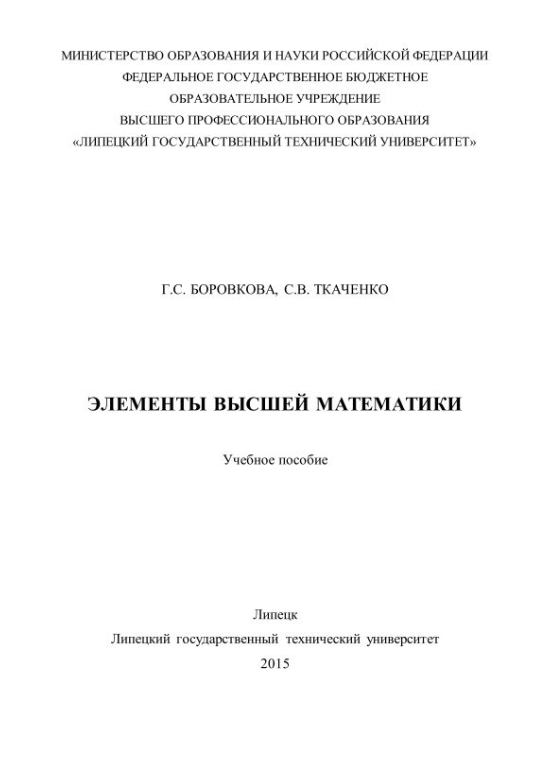 МИНИСТЕРСТВО ОБРАЗОВАНИЯ И НАУКИ РОССИЙСКОЙ ФЕДЕРАЦИИ
ФЕДЕРАЛЬНОЕ ГОСУДАРСТВЕННОЕ БЮДЖЕТНОЕ
ОБРАЗОВАТЕЛЬНОЕ УЧРЕЖДЕНИЕ
ВЫСШЕГО ПРОФЕССИОНАЛЬНОГО ОБРАЗОВАНИЯ
«ЛИПЕЦКИЙ ГОСУДАРСТВЕННЫЙ ТЕХНИЧЕСКИЙ УНИВЕРСИТЕТ»
Г.С. БОРОВКОВА, С.В. ТКАЧЕНКО
ЭЛЕМЕНТЫ ВЫСШЕЙ МАТЕМАТИКИ
Учебное пособие
Липецк
Липецкий государственный технический университет
2015